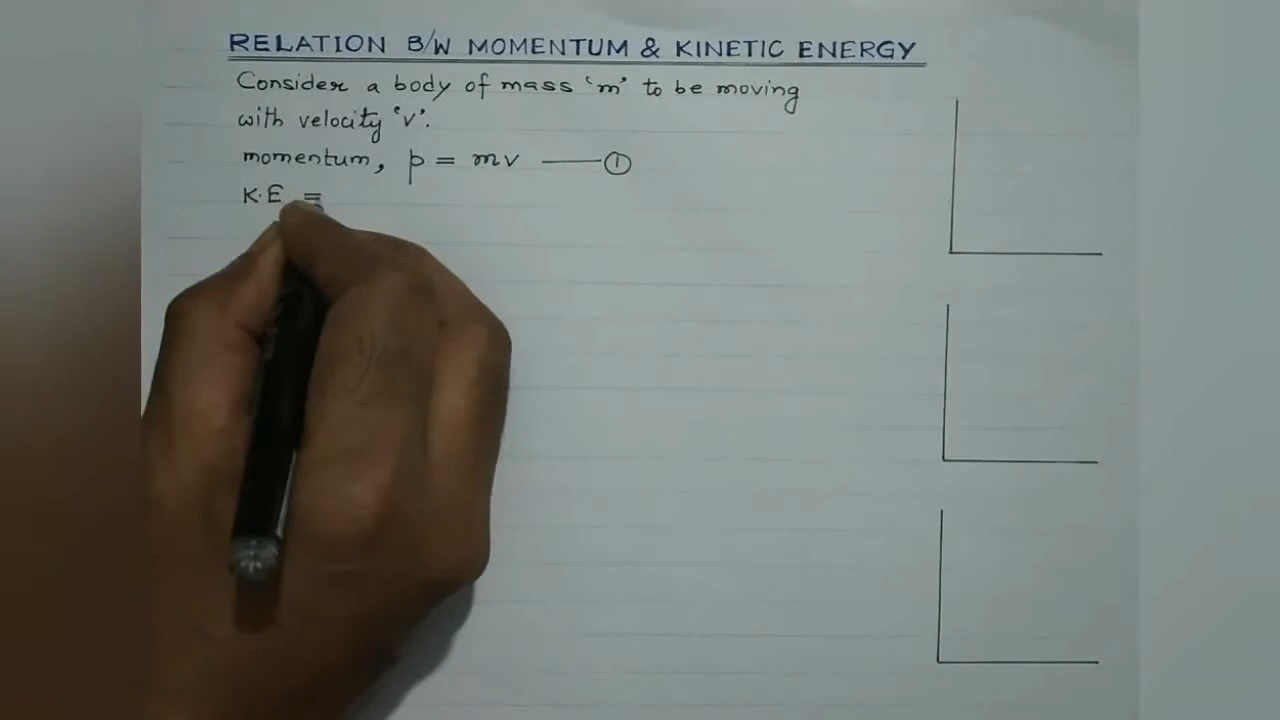 RELATION B/W MOMENTUM & KINETIC ENERGY
Consider a body of mass 'm' to be moving
with velocity 'v'.
momentum, p = mv —— ①
K.E =